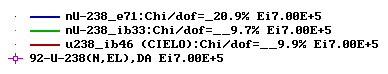 nU-238_e71:Chi/dof=_20.9% Ei7.00E+5
nU-238_ib33:Chi/dof=__9.7% Ei7.00E+5
u238_ib46 (CIELO):Chi/dof=__9.9% Ei7.00E+5
92-U-238(N,EL),DA Ei7.00E+5